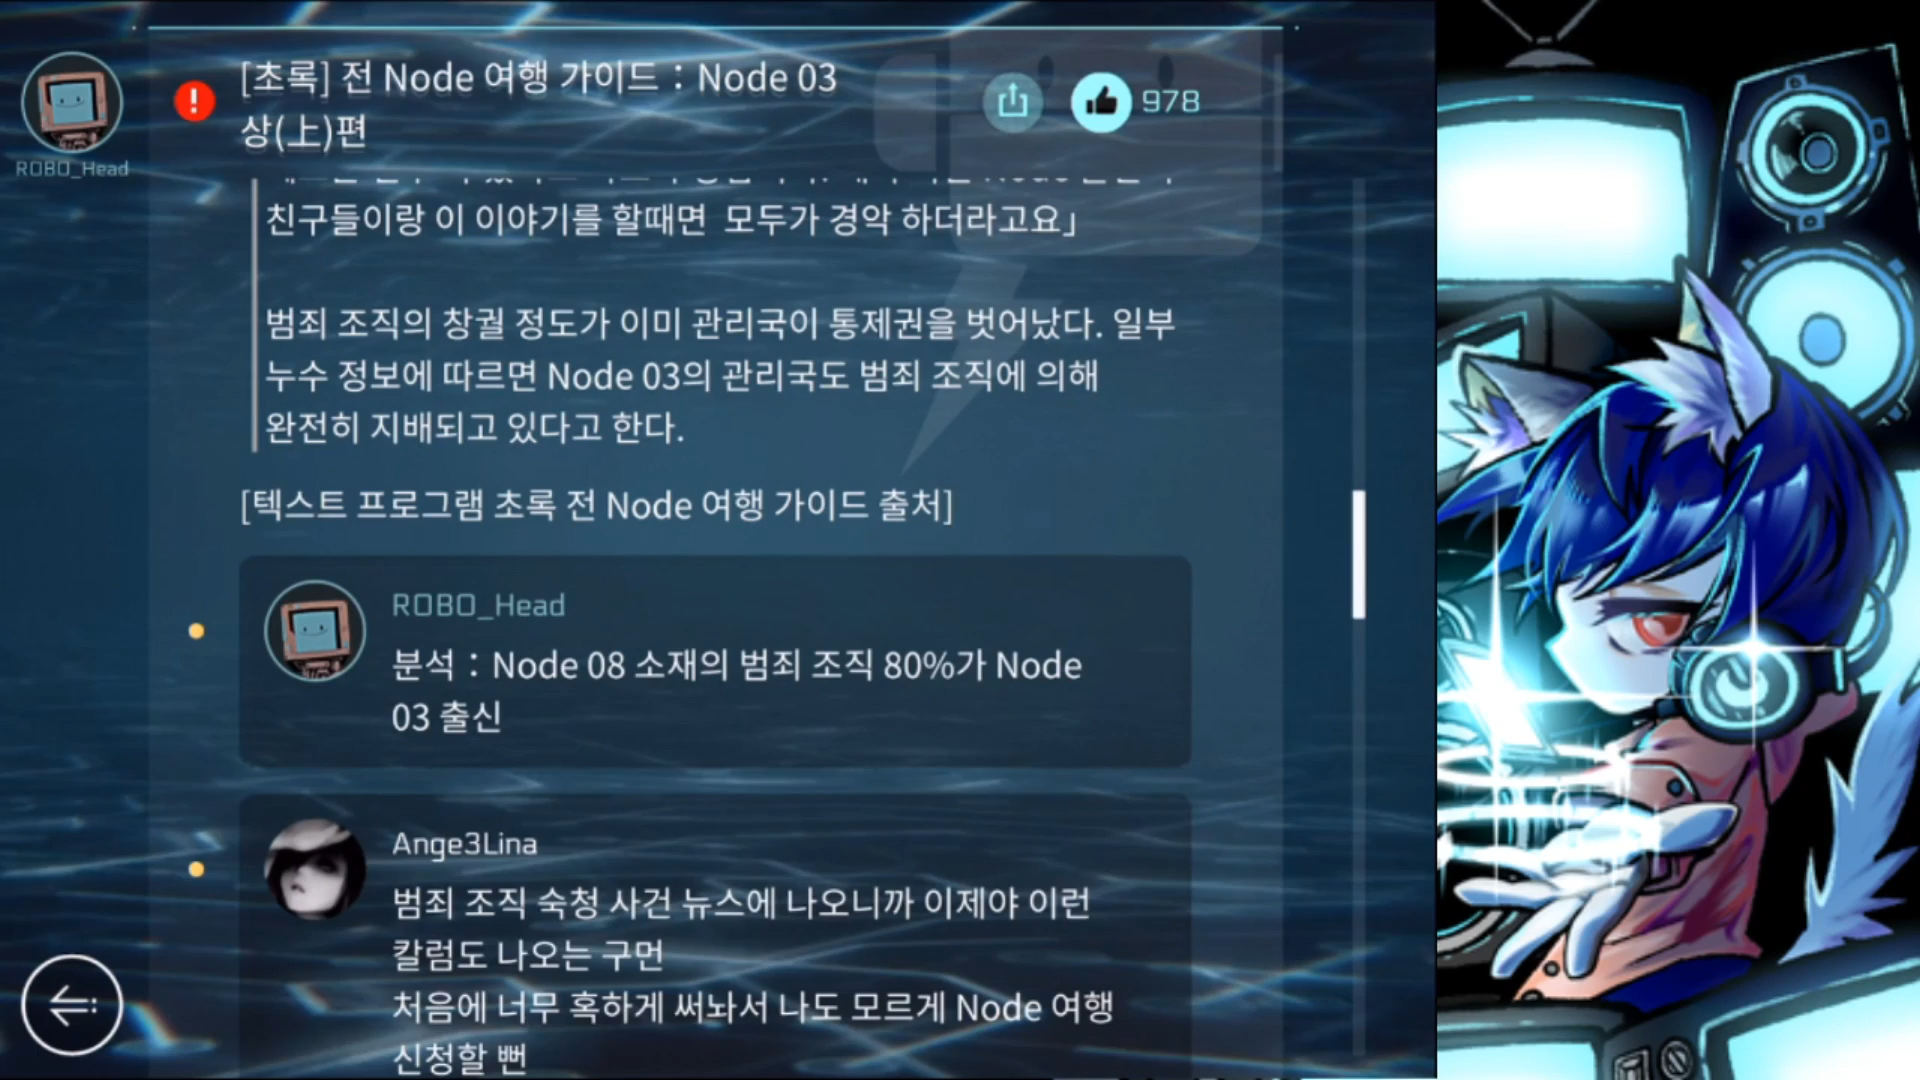 [초록] 전 Node 여행 가이드 : Node 03
상(上)편
978
ROBO_Head
친구들이랑 이 이야기를 할때면 모두가 경악 하더라고요」
범죄 조직의 창궐 정도가 이미 관리국이 통제권을 벗어났다. 일부
누수 정보에 따르면 Node 03의 관리국도 범죄 조직에 의해
완전히 지배되고 있다고 한다.
[텍스트 프로그램 초록 전 Node 여행 가이드 출처]
ROBO_Head
분석 : Node 08 소재의 범죄 조직 80%가 Node
03 출신
Ange3Lina
범죄 조직 숙청 사건 뉴스에 나오니까 이제야 이런
칼럼도 나오는 구먼
처음에 너무 혹하게 써놔서 나도 모르게 Node 여행
신청할 뻔